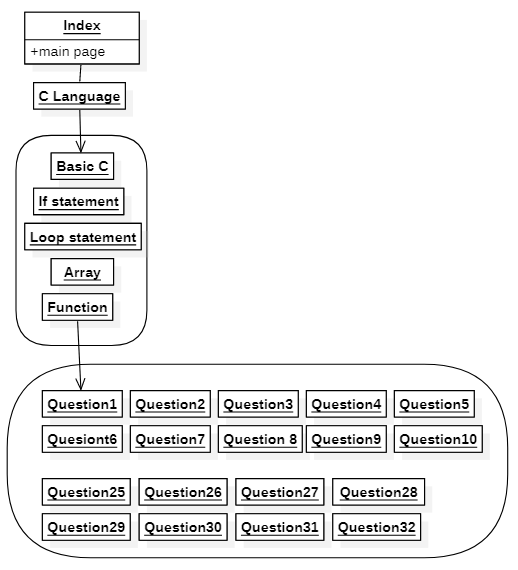 Index
+main page
C Language
Basic C
If statement
Loop statement
Array
Function
Question1 Question2 Question3 Question4 Question5
Quesiont6 Question7 Question 8 Question9 Question10
Question25 Question26 Question27 Question28
Question29 Question30 Question31 Question32